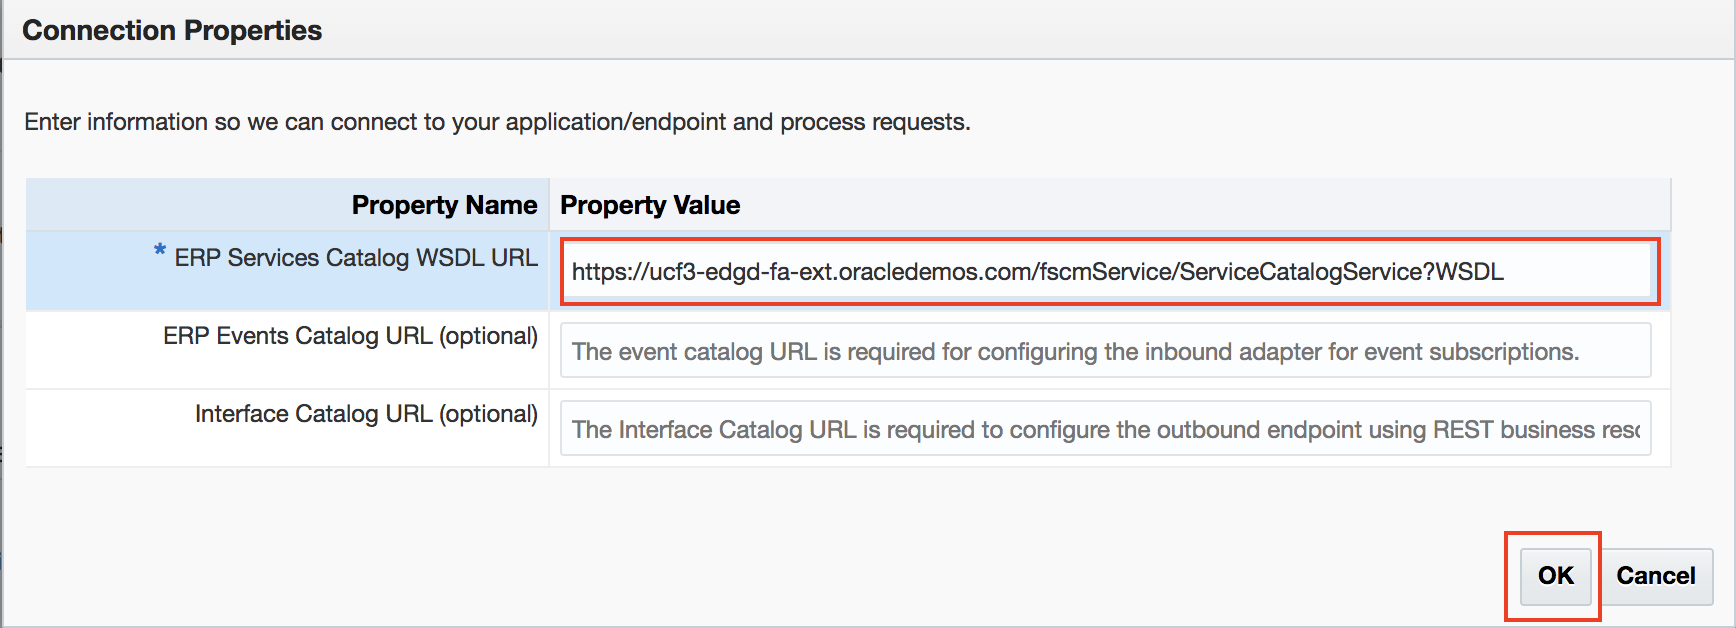 Connection Properties
Enter information so we can connect to your application/endpoint and process requests.
Property Name Property Value
* ERP Services Catalog WSDL URL https://ucf3-edgd-fa-ext.oracledemos.com/fscmService/ServiceCatalogService?WSDL
ERP Events Catalog URL (optional) The event catalog URL is required for configuring the inbound adapter for event subscriptions.
Interface Catalog URL (optional) The Interface Catalog URL is required to configure the outbound endpoint using REST business
OK Cancel